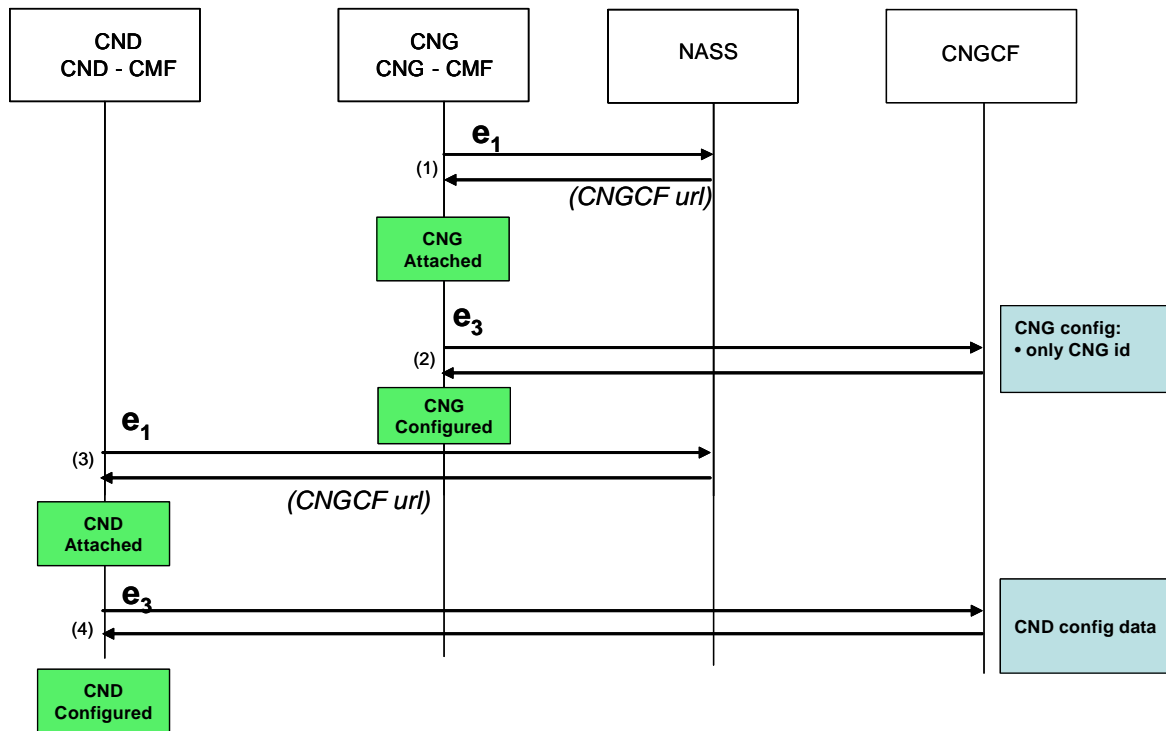 CND
CND - CMF
CNG
CNG - CMF
NASS
CNGCF
e1
(1)
(CNGCF url)
CNG
Attached
e3
CNG config:
• only CNG id
(2)
CNG
Configured
e1
(3)
(CNGCF url)
CND
Attached
e3
(4)
CND config data
CND
Configured